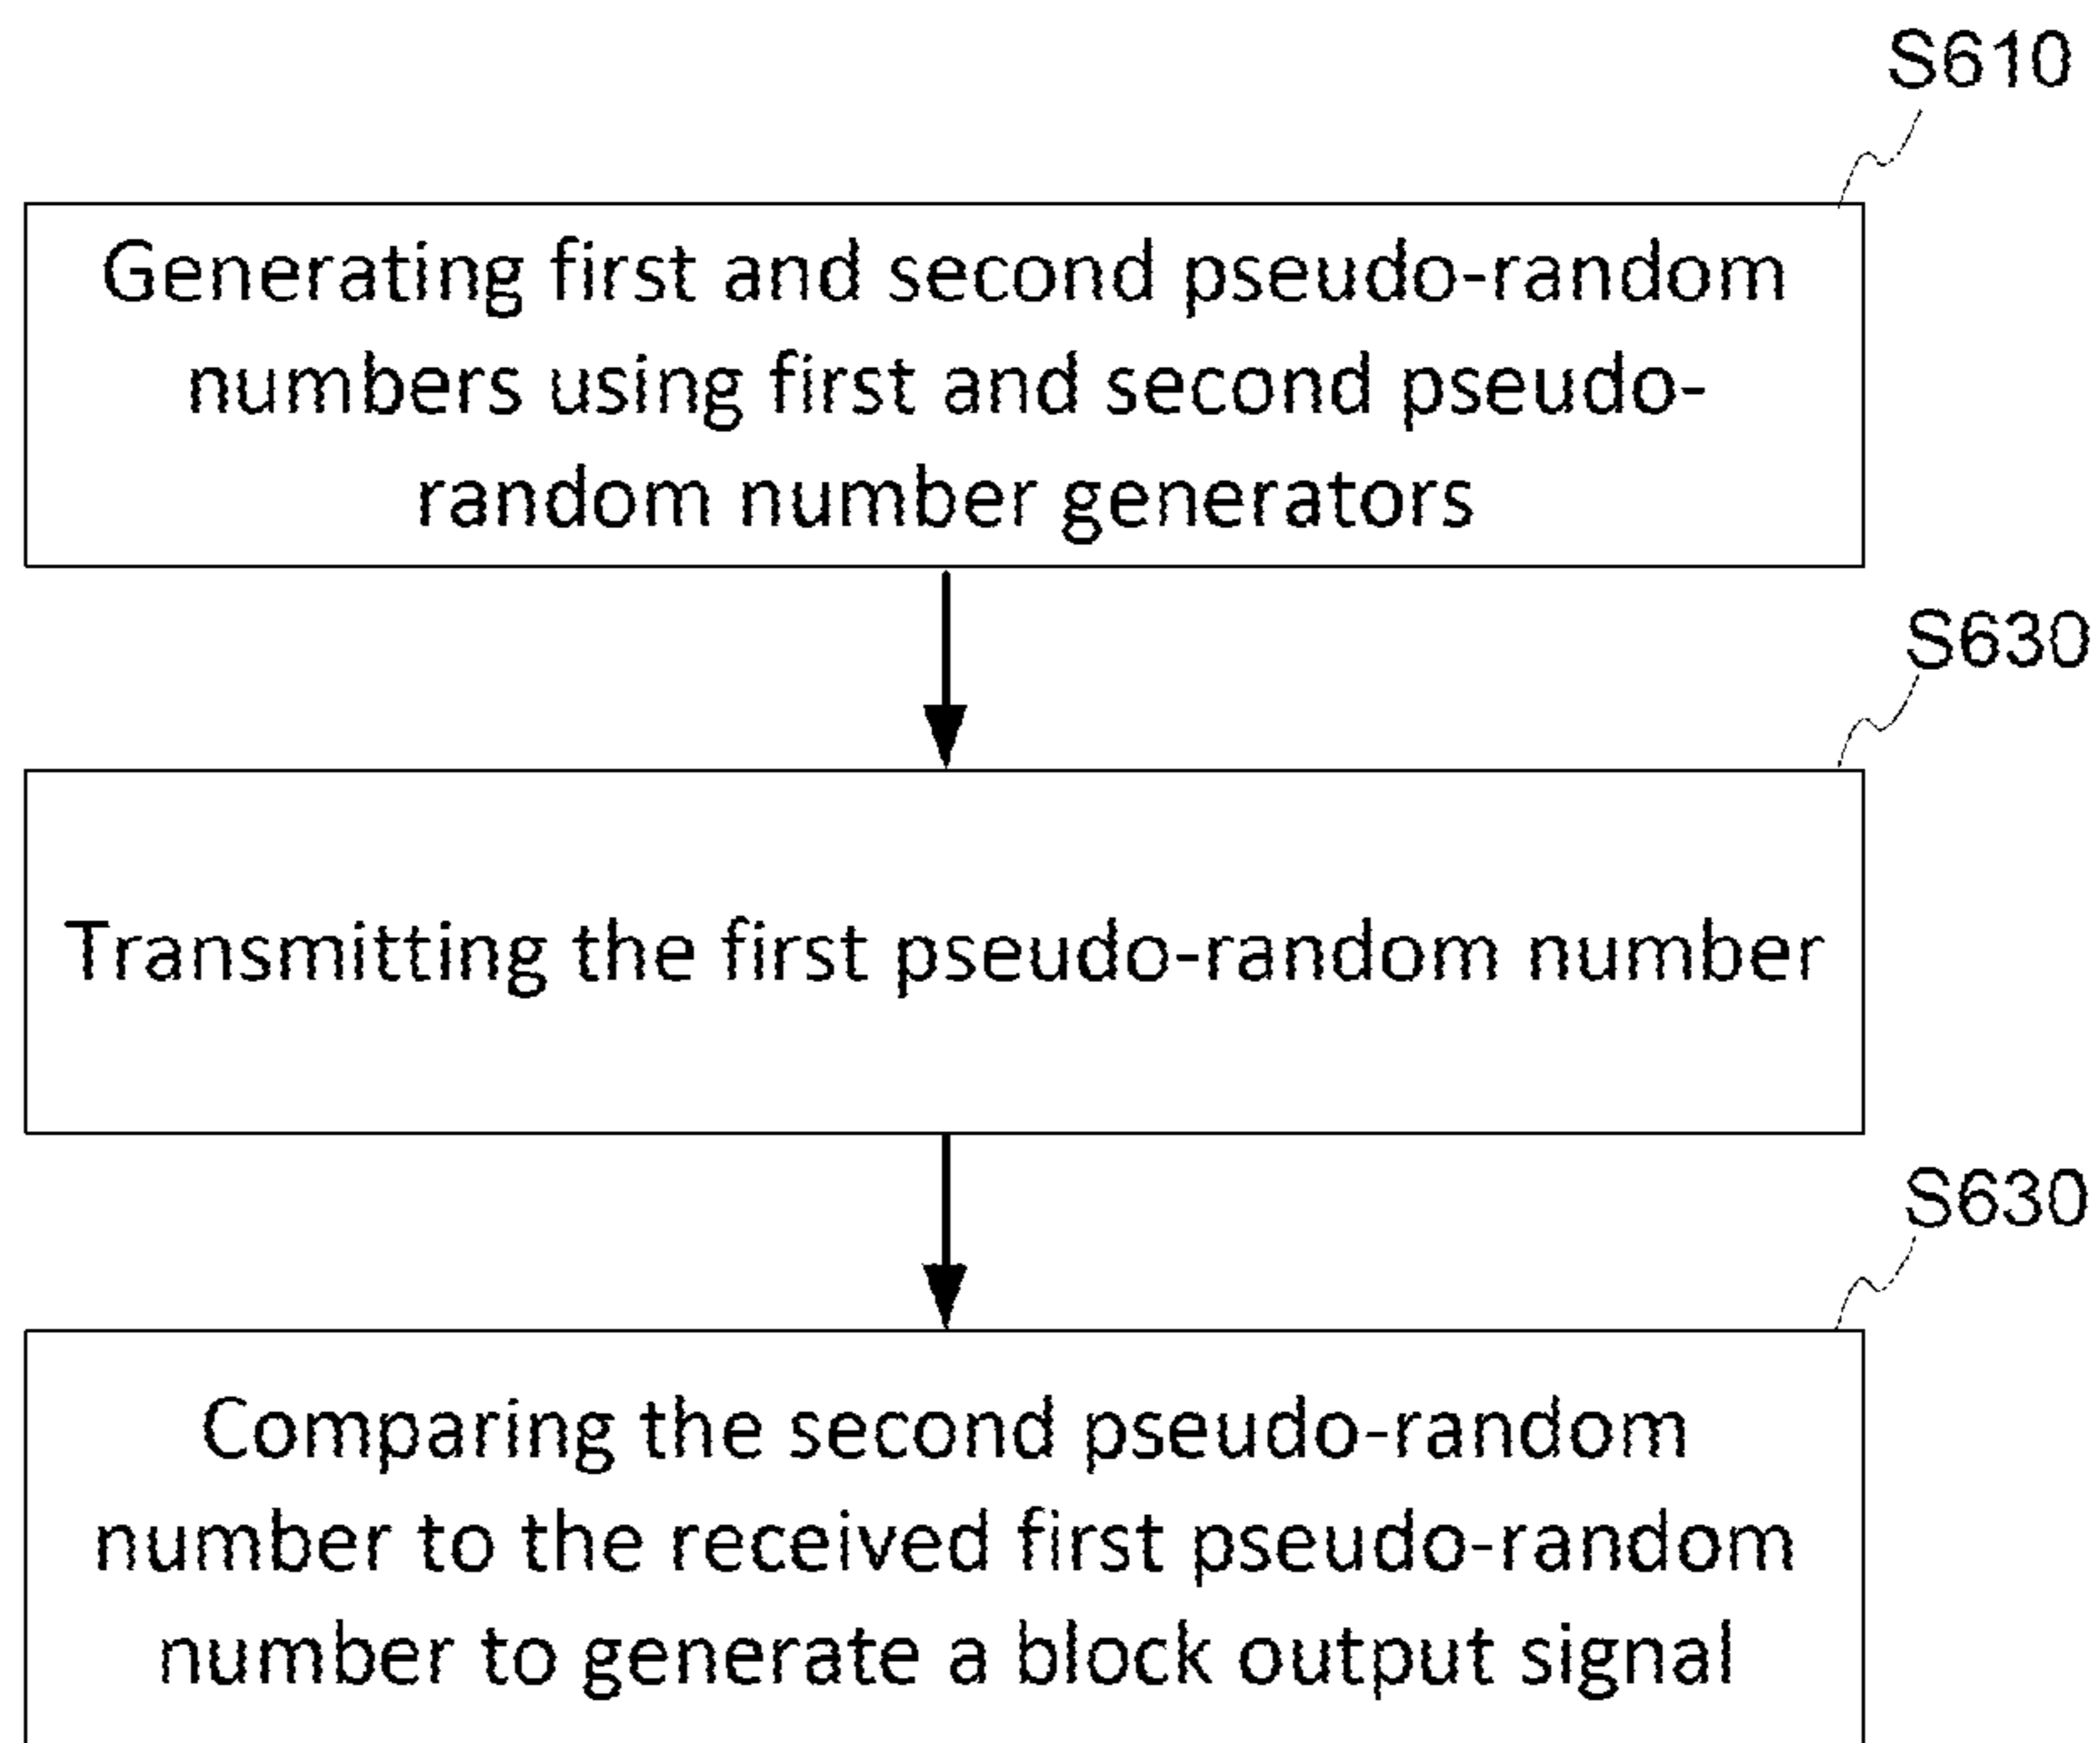 S610
Generating first and second pseudo-random
numbers using first and second pseudo-
random number generators
S630
Transmitting the first pseudo-random number
S630
Comparing the second pseudo-random
number to the received first pseudo-random
number to generate a block output signal